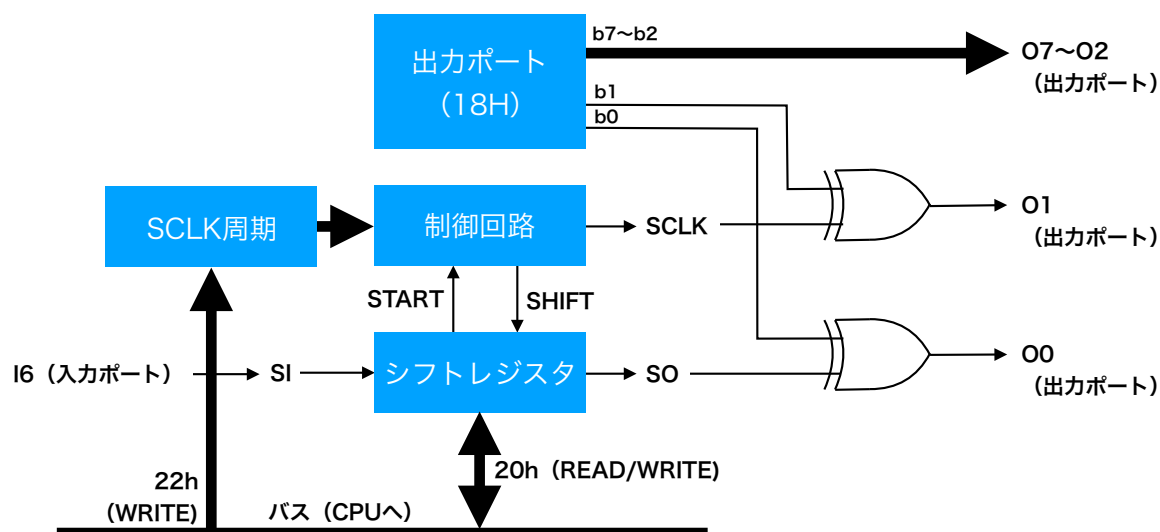 b7〜b2
出力ポート
(18H)
O7〜O2
(出力ポート)
b1
b0
SCLK周期
制御回路
SCLK
O1
(出力ポート)
START
SHIFT
I6(入力ポート)
SI
シフトレジスタ
SO
O0
(出力ポート)
22h
(WRITE)
20h(READ/WRITE)
バス(CPUへ)